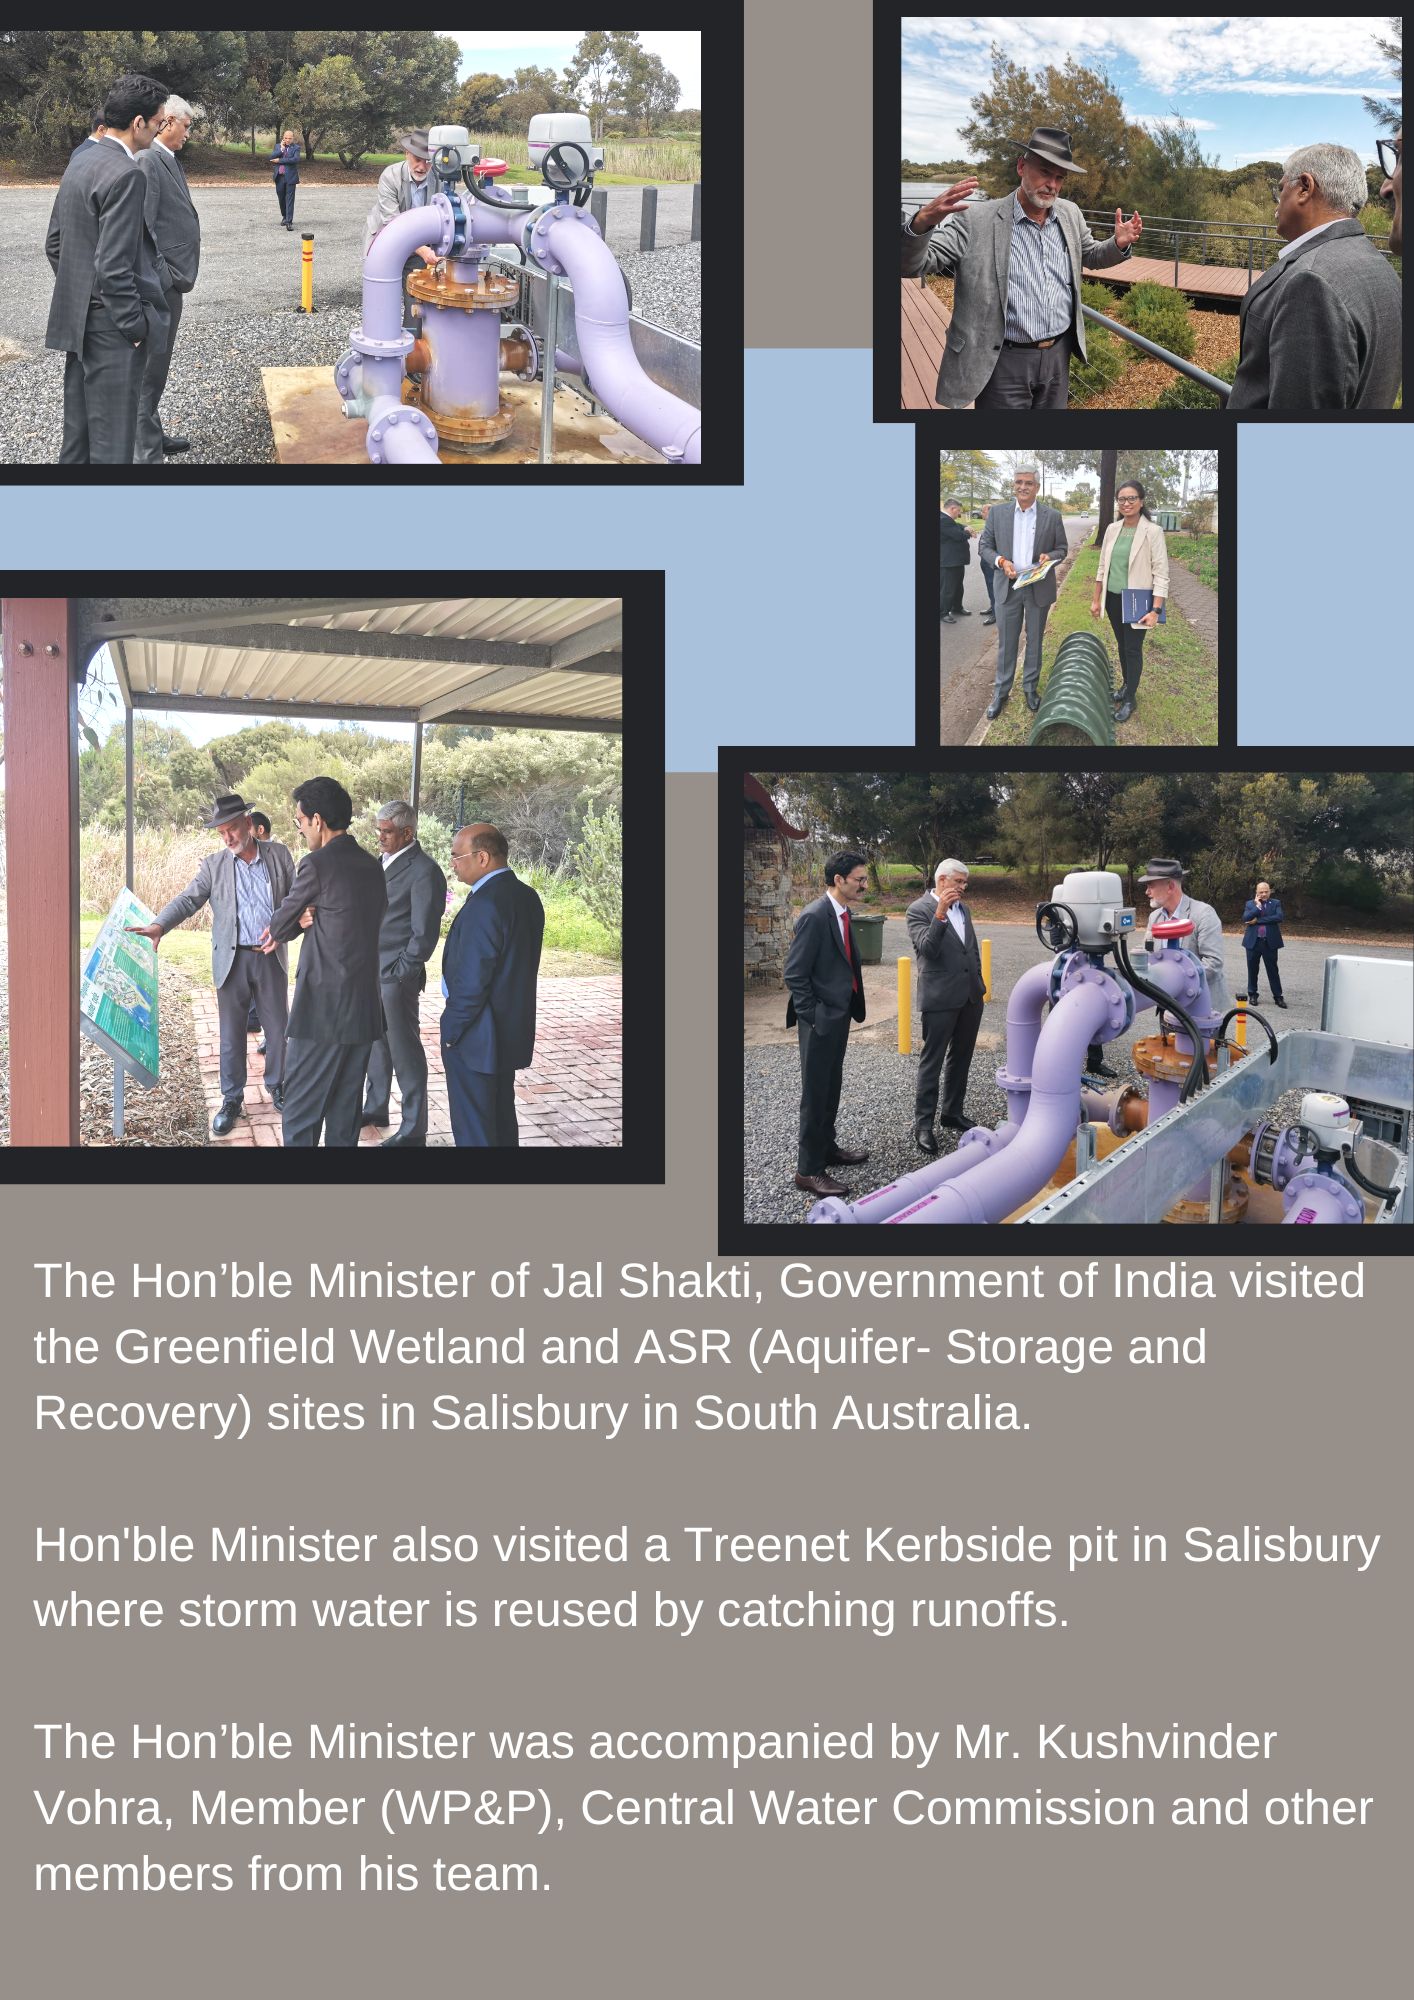 The Hon’ble Minister of Jal Shakti, Government of India visited
the Greenfield Wetland and ASR (Aquifer- Storage and
Recovery) sites in Salisbury in South Australia.
Hon'ble Minister also visited a Treenet Kerbside pit in Salisbury
where storm water is reused by catching runoffs.
The Hon’ble Minister was accompanied by Mr. Kushvinder
Vohra, Member (WP&P), Central Water Commission and other
members from his team.